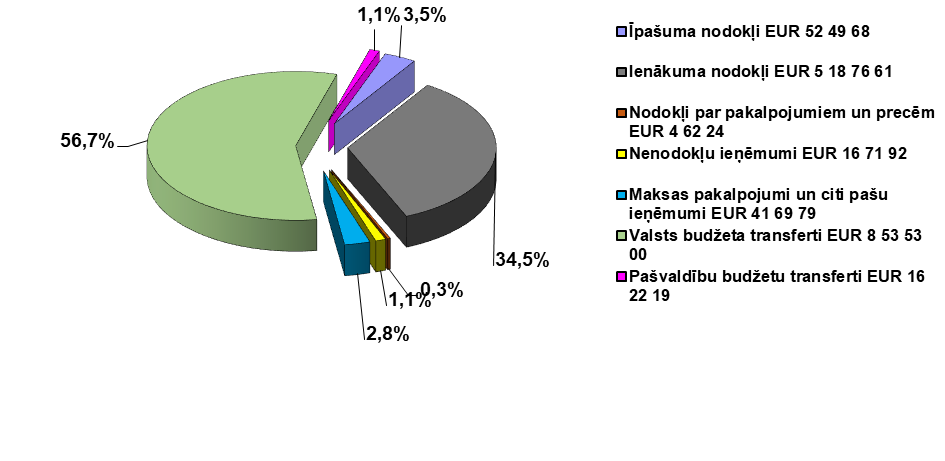 1,1% 3,5%
56,7%
34,5%
0,3%
1,1%
2,8%
Īpašuma nodokļi EUR 52 49 68
Ienākuma nodokļi EUR 5 18 76 61
Nodokļi par pakalpojumiem un precēm
EUR 4 62 24
Nenodokļu ieņēmumi EUR 16 71 92
Maksas pakalpojumi un citi pašu
ieņēmumi EUR 41 69 79
Valsts budžeta transferti EUR 8 53 53
00
Pašvaldību budžetu transferti EUR 16
22 19